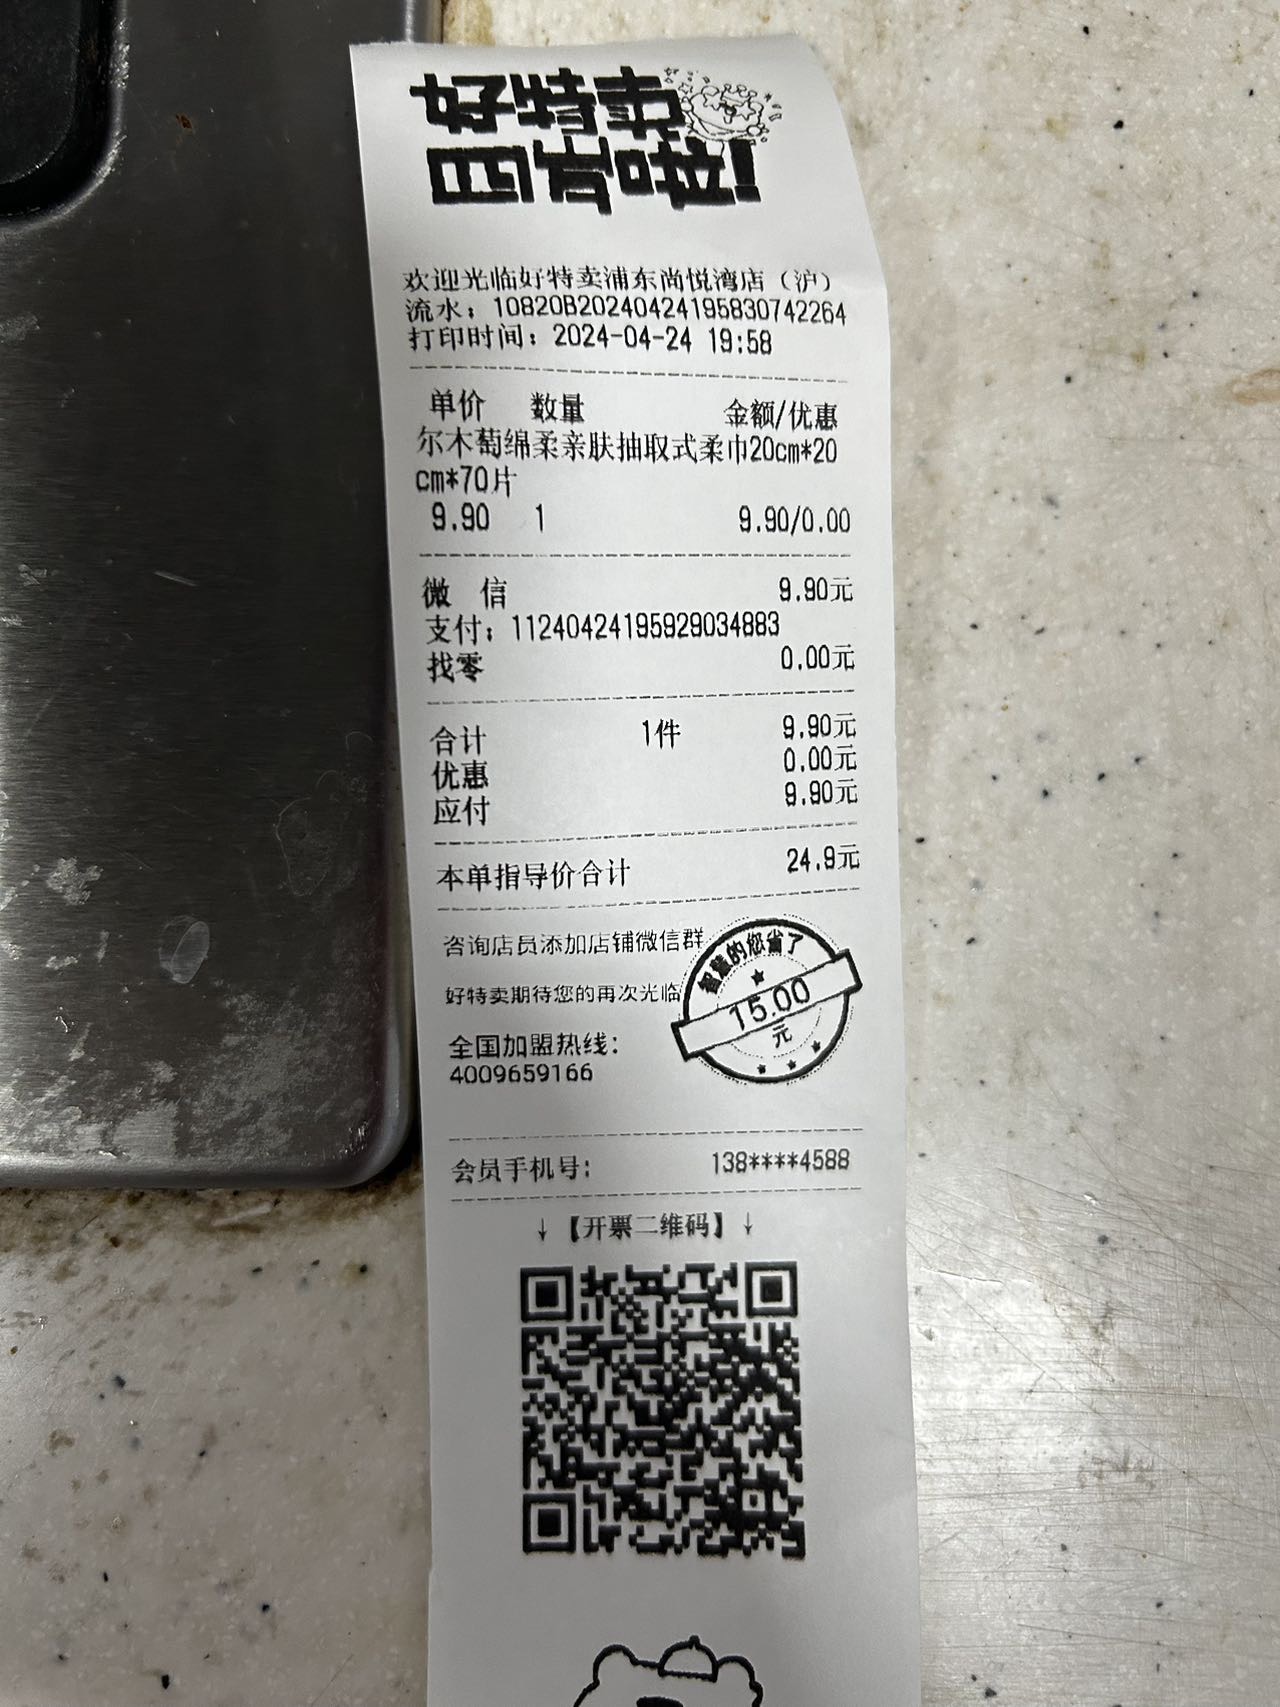 好特卖
欢迎光临好特卖浦东尚悦湾店（沪）
流水：10820B20240424195830742264
打印时间：2024-04-24 19:58
单价 数量 金额/优惠
尔木萄绵柔亲肤抽取式柔巾20cm*20
cm*70片
9.90 1 9.90/0.00
微 信 9.90元
支付：11240424195929034883
找零 0.00元
合计 1件 9.90元
优惠 0.00元
应付 9.90元
本单指导价合计 24.9元
咨询店员添加店铺微信群
好特卖期待您的再次光临
智慧的您省了
15.00
元
全国加盟热线：
4009659166
会员手机号： 138****4588
↓【开票二维码】↓